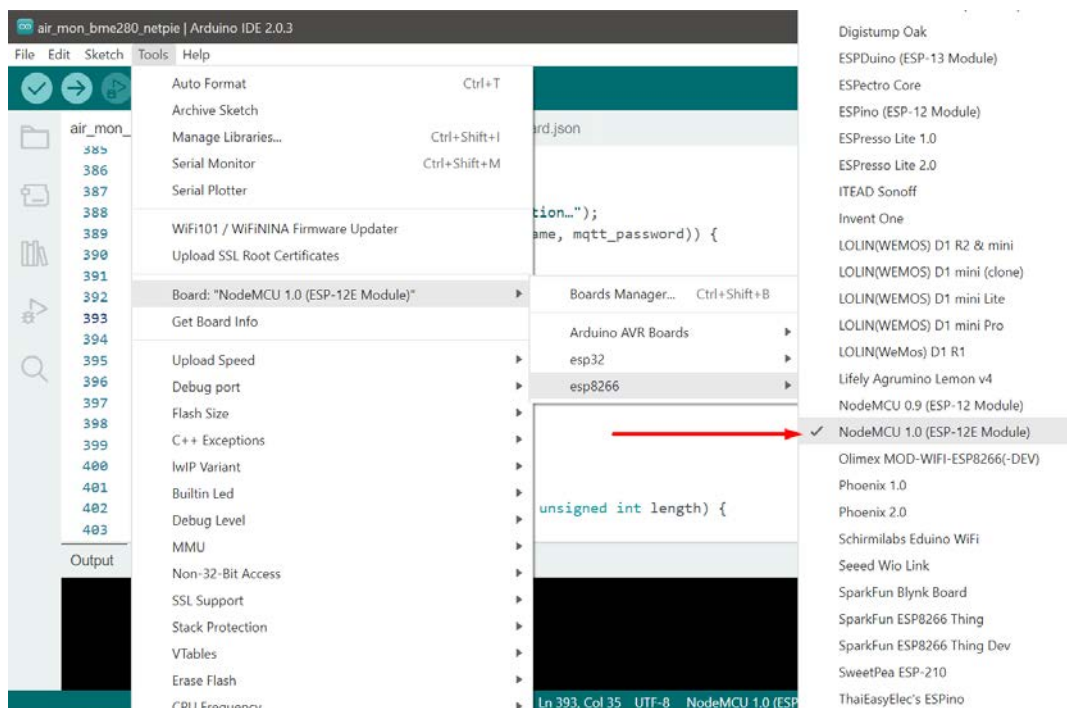 air_mon_bme280_netpie | Arduino IDE 2.0.3
File Edit Sketch Tools Help
air_mon_
ard.json
385
386
387
388
389
390
391
392
393
394
395
396
397
398
399
400
401
402
403
tion…");
ame, mqtt_password)) {
unsigned int length) {
Output
Auto Format Ctrl+T
Archive Sketch
Manage Libraries... Ctrl+Shift+I
Serial Monitor Ctrl+Shift+M
Serial Plotter
WiFi101 / WiFiNINA Firmware Updater
Upload SSL Root Certificates
Board: "NodeMCU 1.0 (ESP-12E Module)"
Get Board Info
Upload Speed
Debug port
Flash Size
C++ Exceptions
lwIP Variant
Builtin Led
Debug Level
MMU
Non-32-Bit Access
SSL Support
Stack Protection
VTables
Erase Flash
CPU Frequency
Boards Manager... Ctrl+Shift+B
Arduino AVR Boards
esp32
esp8266
Digistump Oak
ESPDuino (ESP-13 Module)
ESPectro Core
ESPino (ESP-12 Module)
ESPresso Lite 1.0
ESPresso Lite 2.0
ITEAD Sonoff
Invent One
LOLIN(WEMOS) D1 R2 & mini
LOLIN(WEMOS) D1 mini (clone)
LOLIN(WEMOS) D1 mini Lite
LOLIN(WEMOS) D1 mini Pro
LOLIN(WeMos) D1 R1
Lifely Agrumino Lemon v4
NodeMCU 0.9 (ESP-12 Module)
NodeMCU 1.0 (ESP-12E Module)
Olimex MOD-WIFI-ESP8266(-DEV)
Phoenix 1.0
Phoenix 2.0
Schirmilabs Eduino WiFi
Seeed Wio Link
SparkFun Blynk Board
SparkFun ESP8266 Thing
SparkFun ESP8266 Thing Dev
SweetPea ESP-210
ThaiEasyElec's ESPino
Ln 393, Col 35 UTF-8 NodeMCU 1.0 (ESP